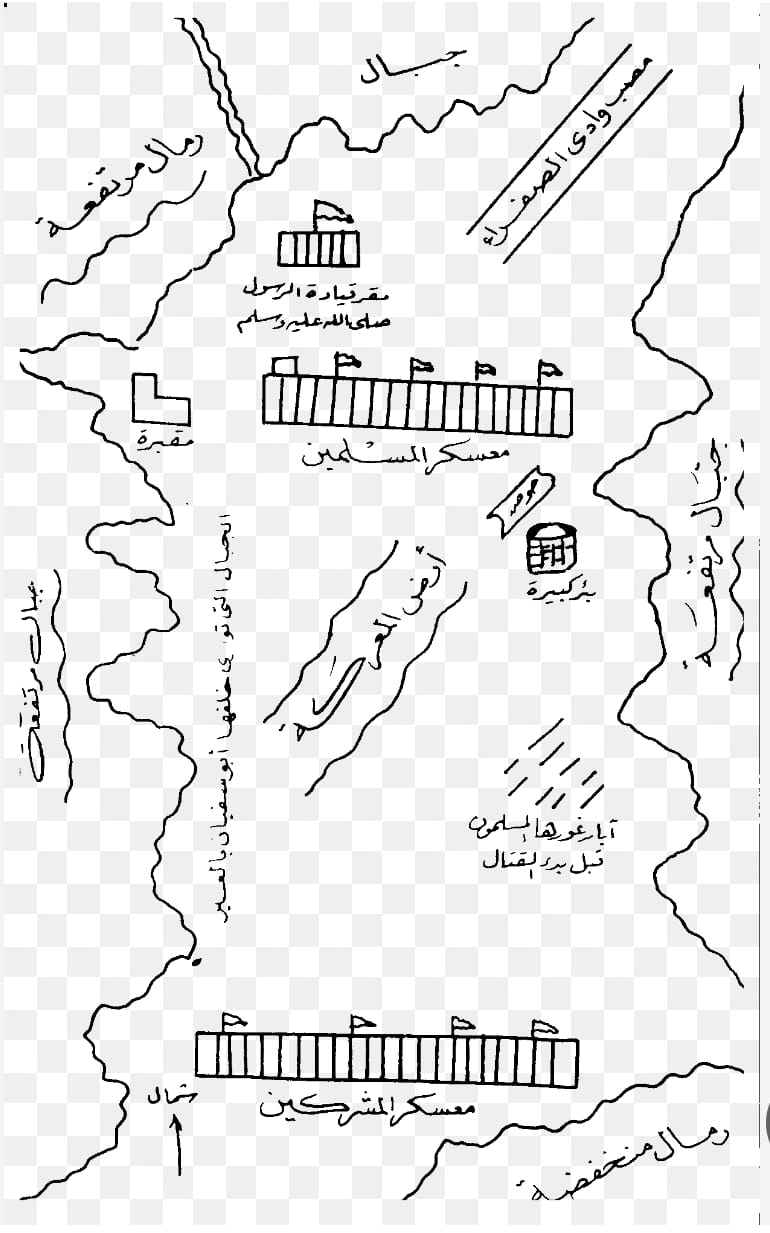 جبال
مصب وادى الصفراء
رمال مرتفعة
مقر قيادة الرسول
صلى الله عليه وسلم
معسكر المسلمين
مقبرة
حوض
بئر كبيرة
جبال مرتفعة
أرض المعركة
الجبال التى توارى خلفها أبو سفيان بالعير
جبال مرتفعة
آبار غورها المسلمون
قبل بدء القتال
معسكر المشركين
شمال
رمال منخفضة